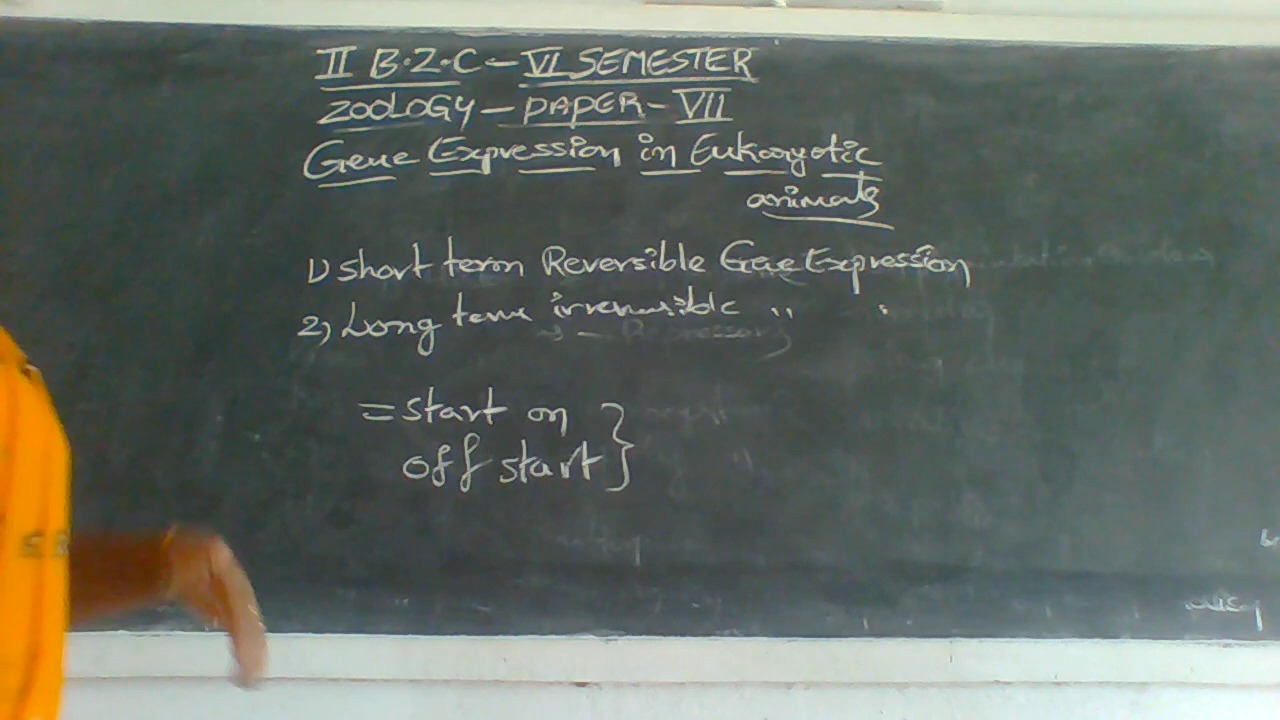 II B.Z.C - VI SEMESTER
ZOOLOGY - PAPER - VII
Gene Expression in Eukaryotic
animals
1) Short term Reversible Gene Expression
2) Long term irreversible " "
= start on
off start }